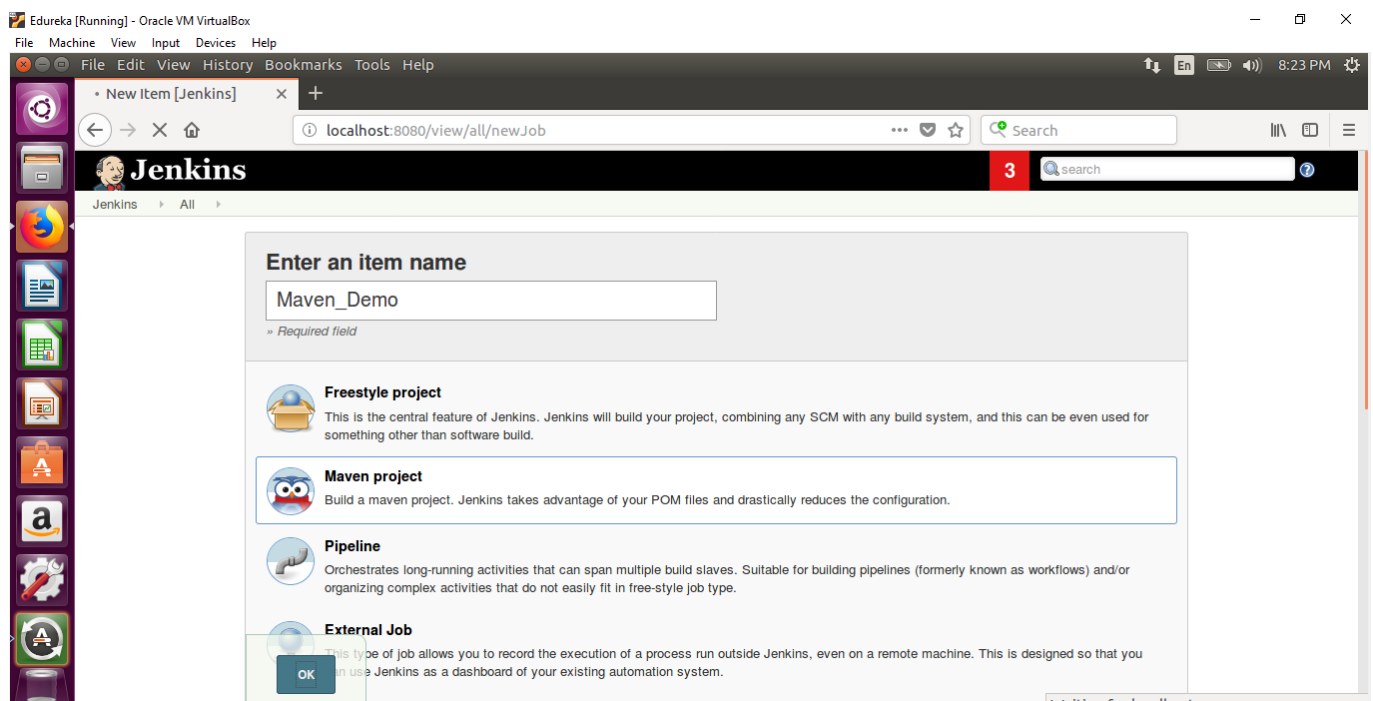 Edureka [Running] - Oracle VM VirtualBox
File Machine View Input Devices Help
File Edit View History Bookmarks Tools Help
En
8:23 PM
• New Item [Jenkins]
localhost:8080/view/all/newJob
Search
Jenkins
3
search
Jenkins
All
Enter an item name
Maven_Demo
» Required field
Freestyle project
This is the central feature of Jenkins. Jenkins will build your project, combining any SCM with any build system, and this can be even used for
something other than software build.
Maven project
Build a maven project. Jenkins takes advantage of your POM files and drastically reduces the configuration.
Pipeline
Orchestrates long-running activities that can span multiple build slaves. Suitable for building pipelines (formerly known as workflows) and/or
organizing complex activities that do not easily fit in free-style job type.
External Job
This type of job allows you to record the execution of a process run outside Jenkins, even on a remote machine. This is designed so that you
use Jenkins as a dashboard of your existing automation system.
OK